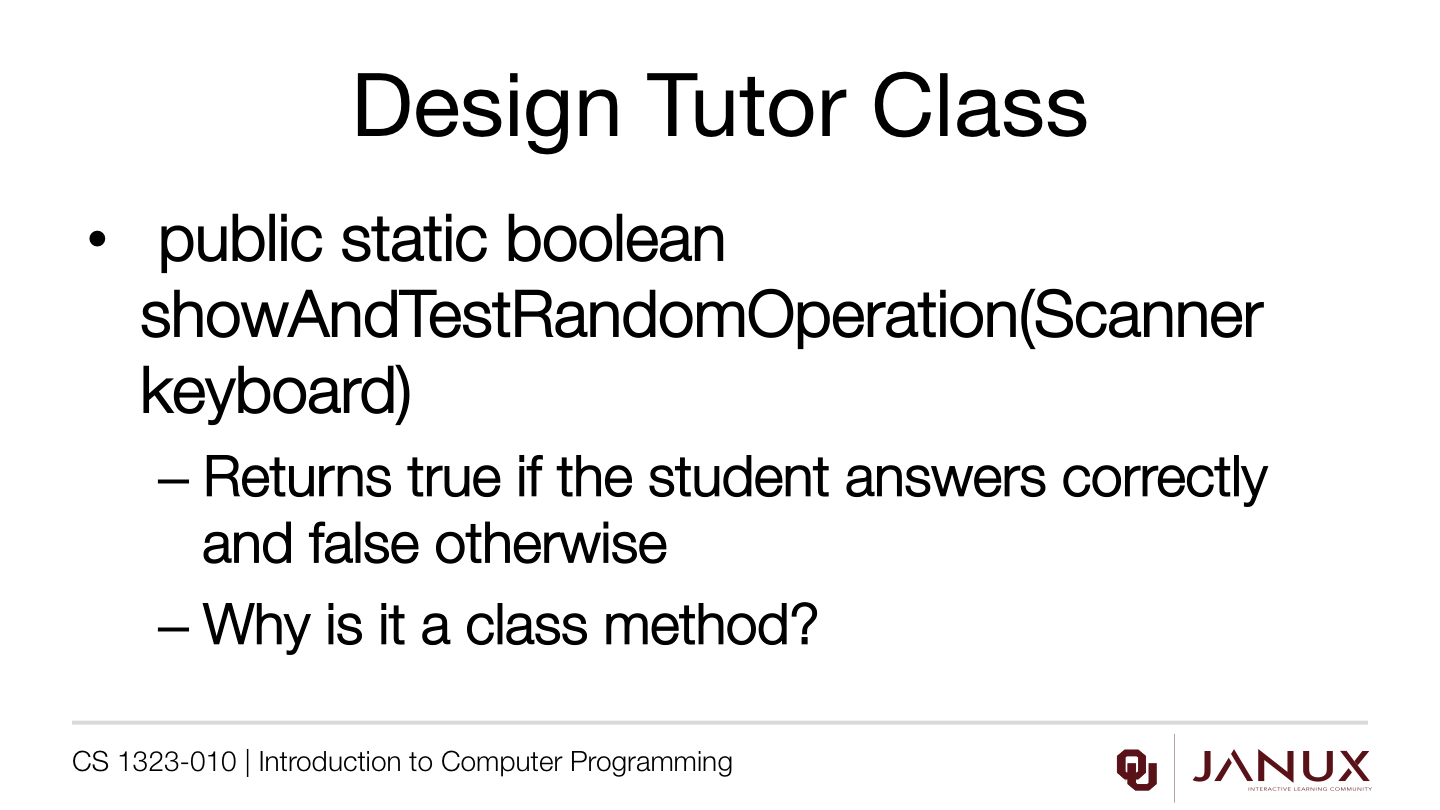 Design Tutor Class
• public static boolean
showAndTestRandomOperation(Scanner
keyboard)
– Returns true if the student answers correctly
and false otherwise
– Why is it a class method?
CS 1323-010 | Introduction to Computer Programming
OU
JANUX
INTERACTIVE LEARNING COMMUNITY